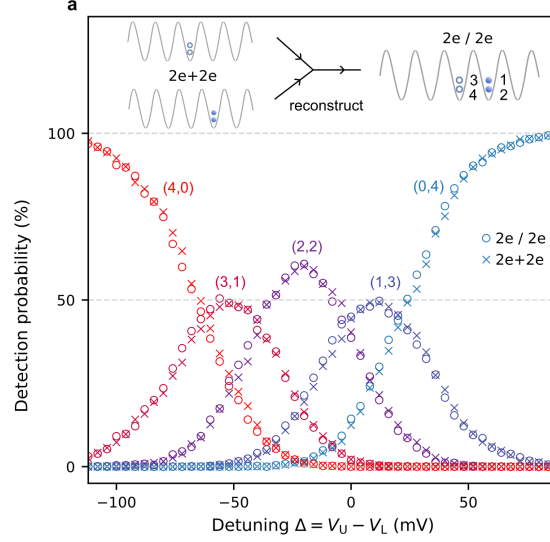 a
2e / 2e
2e+2e
3 1
4 2
reconstruct
100
50
0
Detection probability (%)
(4,0)
(0,4)
(2,2)
(3,1)
(1,3)
2e / 2e
2e+2e
−100 −50 0 50
Detuning Δ = V_U − V_L (mV)